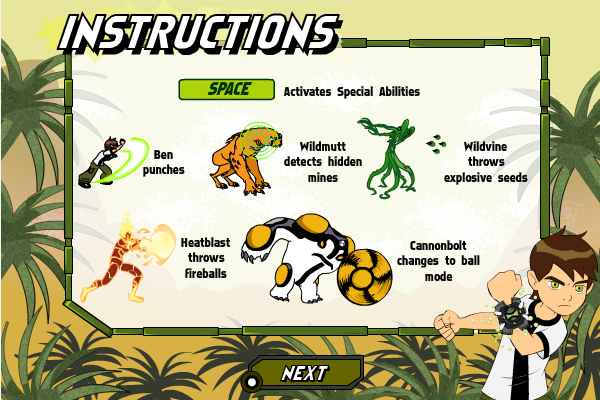 INSTRUCTIONS
SPACE Activates Special Abilities
Ben
punches
Wildmutt
detects hidden
mines
Wildvine
throws
explosive seeds
Heatblast
throws
fireballs
Cannonbolt
changes to ball
mode
NEXT